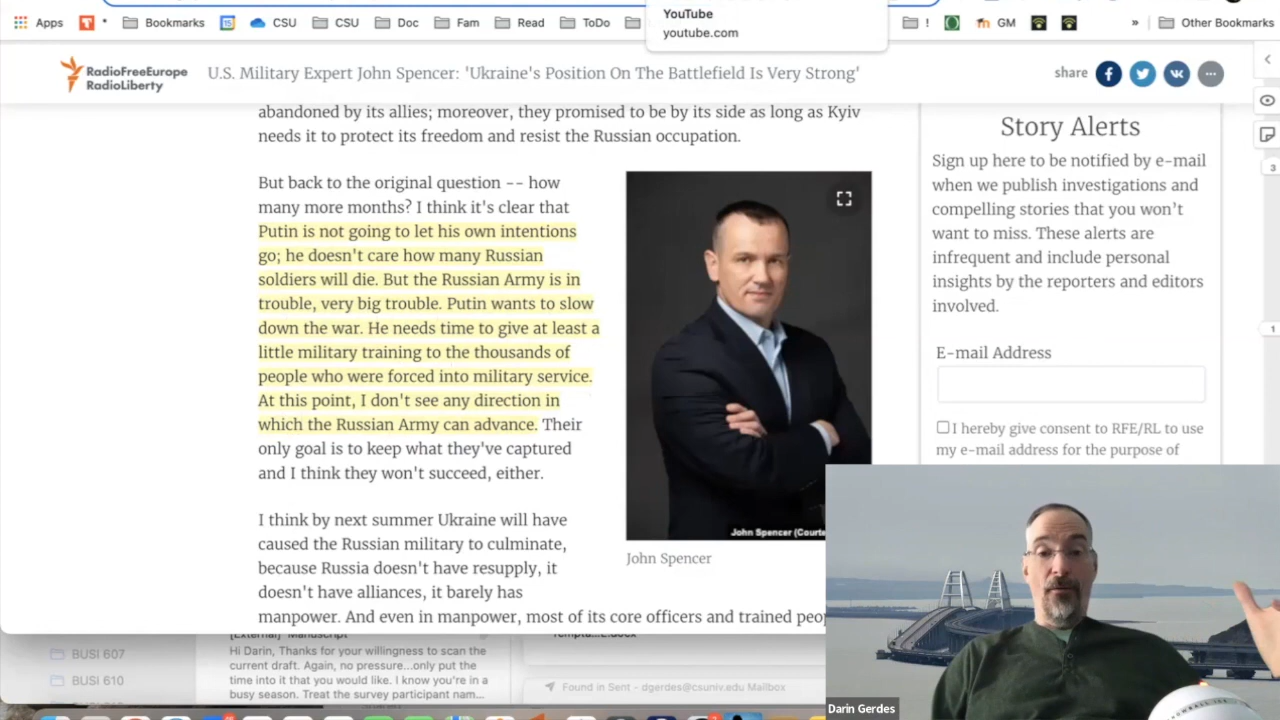 YouTube
Apps
Bookmarks
15
CSU
CSU
Doc
Fam
Read
ToDo
!
GM
»
Other Bookmarks
youtube.com
RadioFreeEurope
RadioLiberty
U.S. Military Expert John Spencer: 'Ukraine's Position On The Battlefield Is Very Strong'
share
abandoned by its allies; moreover, they promised to be by its side as long as Kyiv
needs it to protect its freedom and resist the Russian occupation.
But back to the original question -- how
many more months? I think it's clear that
Putin is not going to let his own intentions
go; he doesn't care how many Russian
soldiers will die. But the Russian Army is in
trouble, very big trouble. Putin wants to slow
down the war. He needs time to give at least a
little military training to the thousands of
people who were forced into military service.
At this point, I don't see any direction in
which the Russian Army can advance. Their
only goal is to keep what they've captured
and I think they won't succeed, either.
I think by next summer Ukraine will have
caused the Russian military to culminate,
because Russia doesn't have resupply, it
doesn't have alliances, it barely has
manpower. And even in manpower, most of its core officers and trained peop
John Spencer (Courte
John Spencer
Story Alerts
Sign up here to be notified by e-mail
when we publish investigations and
compelling stories that you won't
want to miss. These alerts are
infrequent and include personal
insights by the reporters and editors
involved.
E-mail Address
I hereby give consent to RFE/RL to use
my e-mail address for the purpose of
3
1
BUSI 607
BUSI 610
[External] Manuscript
Hi Darin, Thanks for your willingness to scan the
current draft. Again, no pressure...only put the
time into it that you would like. I know you're in a
busy season. Treat the survey participant nam...
Found in Sent - dgerdes@csuniv.edu Mailbox
Darin Gerdes